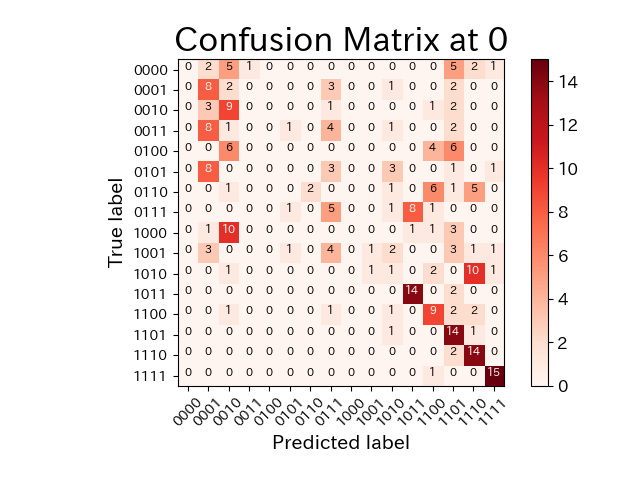 Confusion Matrix at 0
True label
0000 0 2 5 1 0 0 0 0 0 0 0 0 0 5 2 1
0001 0 8 2 0 0 0 0 3 0 0 1 0 0 2 0 0
0010 0 3 9 0 0 0 0 1 0 0 0 0 1 2 0 0
0011 0 8 1 0 0 1 0 4 0 0 1 0 0 2 0 0
0100 0 0 6 0 0 0 0 0 0 0 0 0 4 6 0 0
0101 0 8 0 0 0 0 0 3 0 0 3 0 0 1 0 1
0110 0 0 1 0 0 0 2 0 0 0 1 0 6 1 5 0
0111 0 0 0 0 0 1 0 5 0 0 1 8 1 0 0 0
1000 0 1 10 0 0 0 0 0 0 0 0 1 1 3 0 0
1001 0 3 0 0 0 1 0 4 0 1 2 0 0 3 1 1
1010 0 0 1 0 0 0 0 0 0 1 1 0 2 0 10 1
1011 0 0 0 0 0 0 0 0 0 0 0 14 0 2 0 0
1100 0 0 1 0 0 0 0 1 0 0 1 0 9 2 2 0
1101 0 0 0 0 0 0 0 0 0 0 1 0 0 14 1 0
1110 0 0 0 0 0 0 0 0 0 0 0 0 0 2 14 0
1111 0 0 0 0 0 0 0 0 0 0 0 0 1 0 0 15
0000 0001 0010 0011 0100 0101 0110 0111 1000 1001 1010 1011 1100 1101 1110 1111
Predicted label
14
12
10
8
6
4
2
0